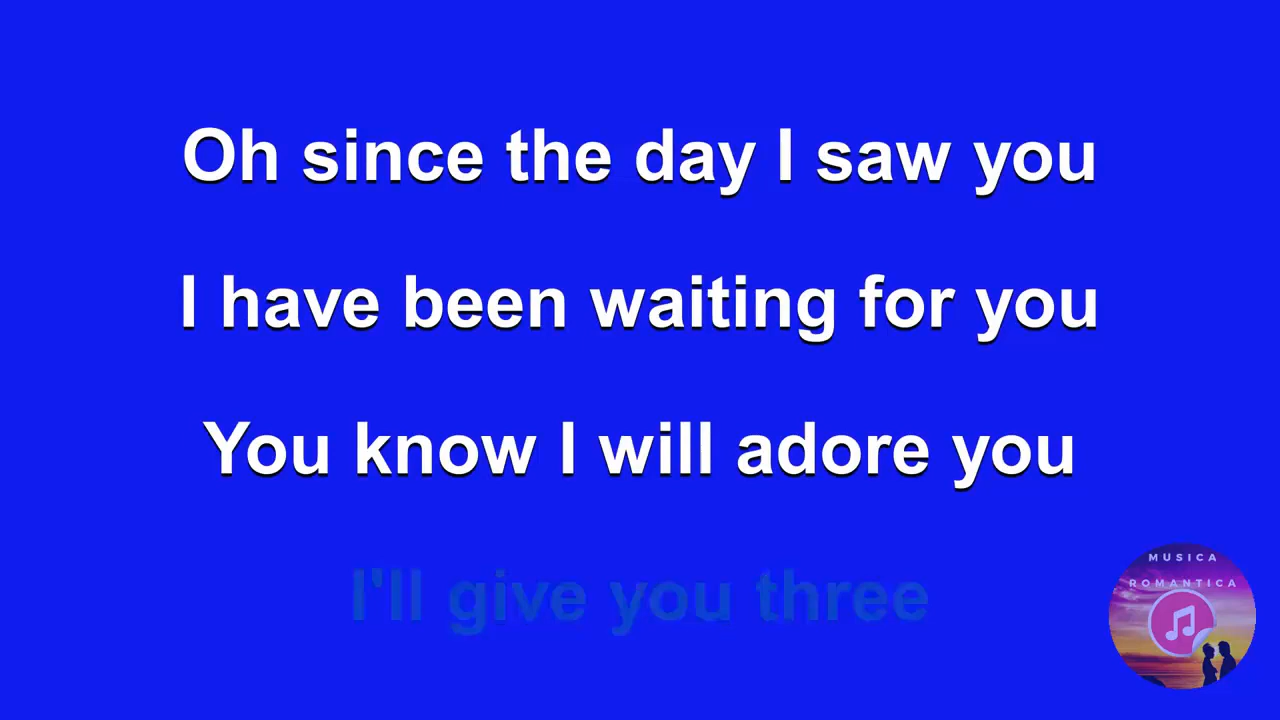 Oh since the day I saw you
I have been waiting for you
You know I will adore you
I'll give you three
MUSICA
ROMANTICA